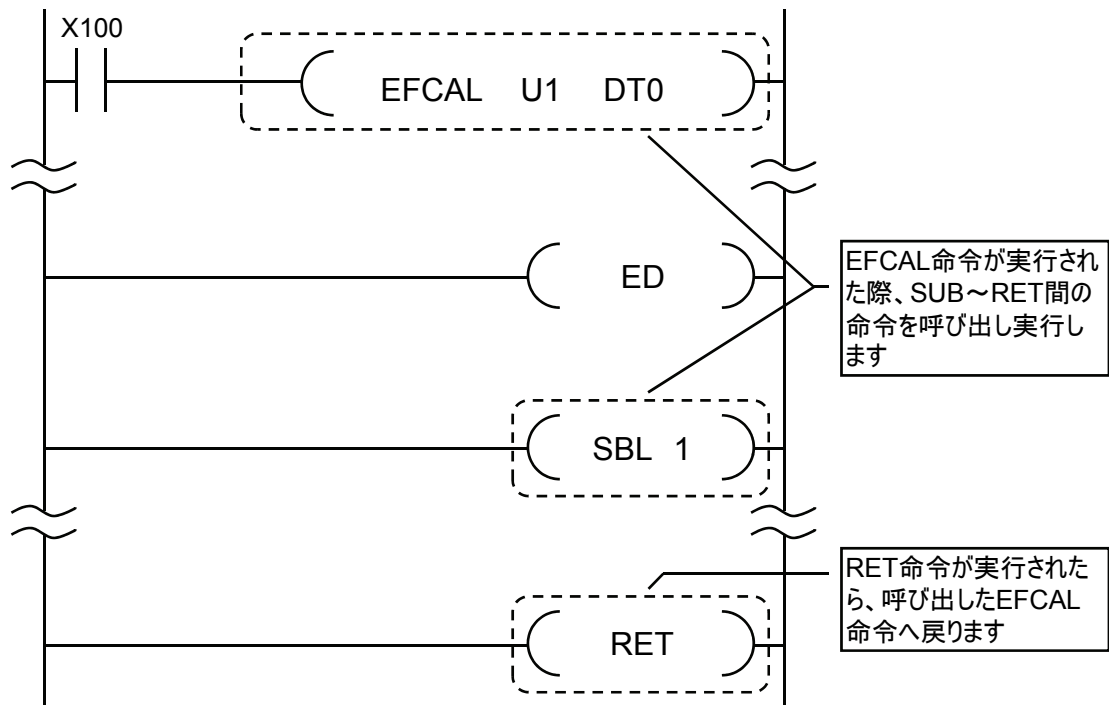 X100
EFCAL U1 DT0
ED
EFCAL命令が実行され
た際、SUB～RET間の
命令を呼び出し実行し
ます
SBL 1
RET命令が実行された
ら、呼び出したEFCAL
命令へ戻ります
RET